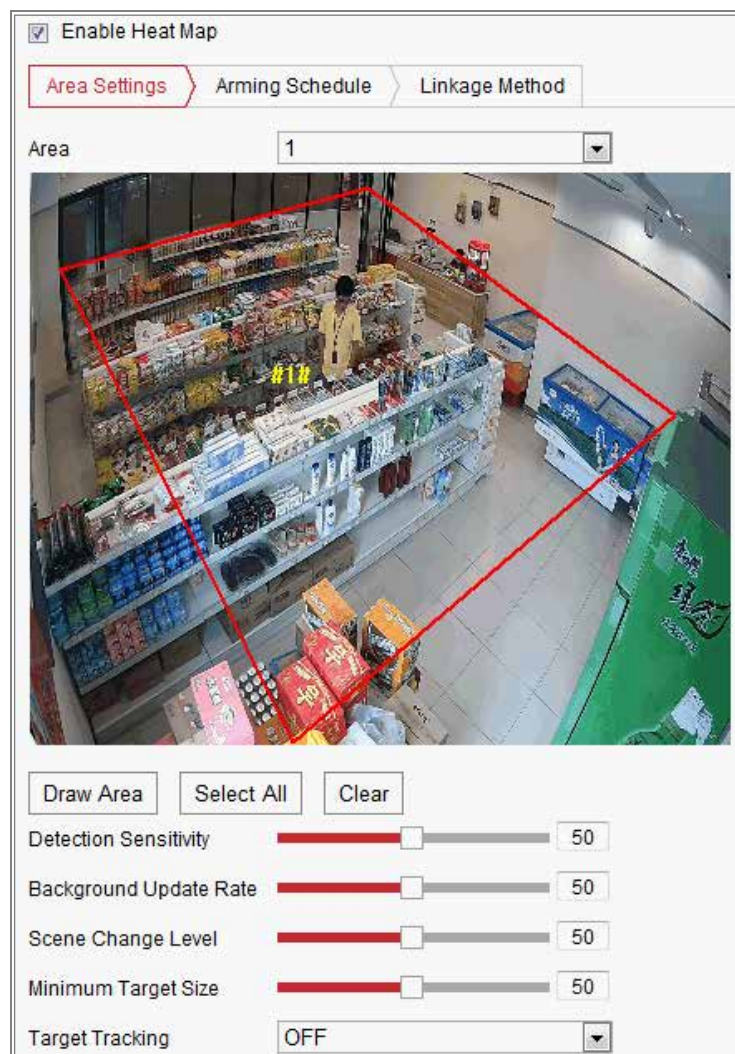 Enable Heat Map
Area Settings
Arming Schedule
Linkage Method
Area
1
#1#
Draw Area
Select All
Clear
Detection Sensitivity
50
Background Update Rate
50
Scene Change Level
50
Minimum Target Size
50
Target Tracking
OFF